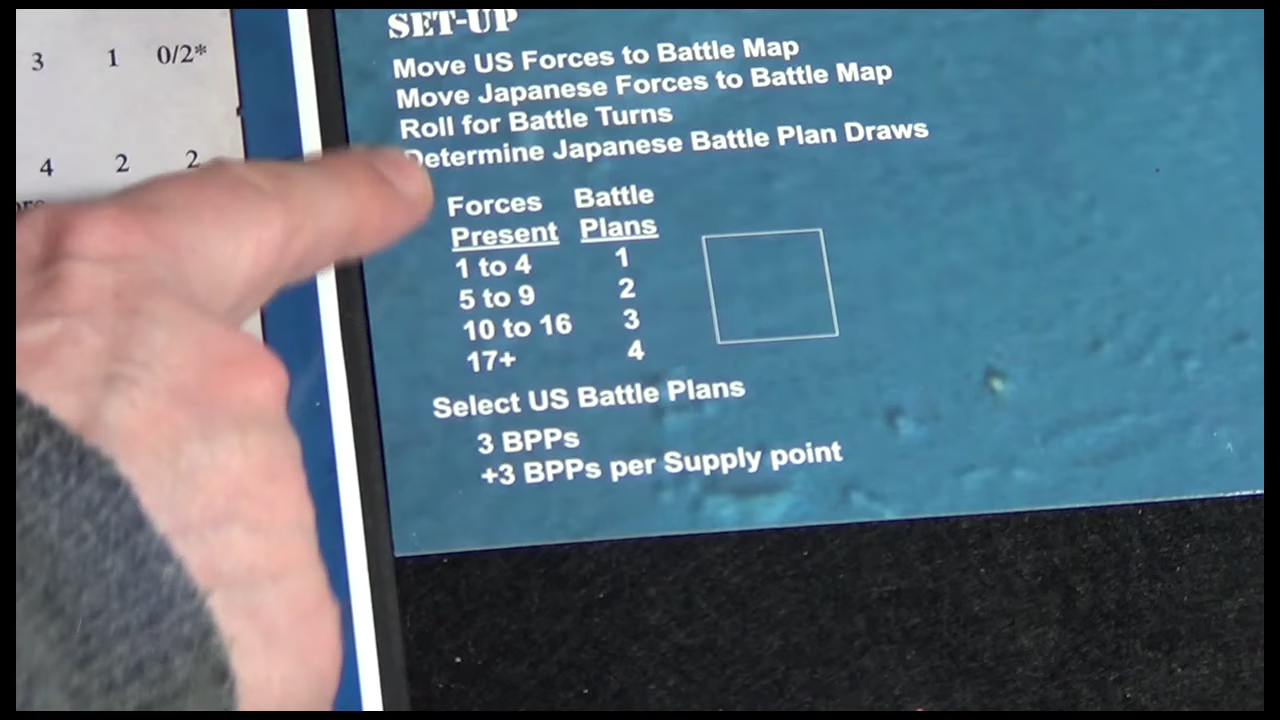 3 1 0/2*
4 2 2
SET-UP
Move US Forces to Battle Map
Move Japanese Forces to Battle Map
Roll for Battle Turns
Determine Japanese Battle Plan Draws
Forces Battle
Present Plans
1 to 4 1
5 to 9 2
10 to 16 3
17+ 4
Select US Battle Plans
3 BPPs
+3 BPPs per Supply point